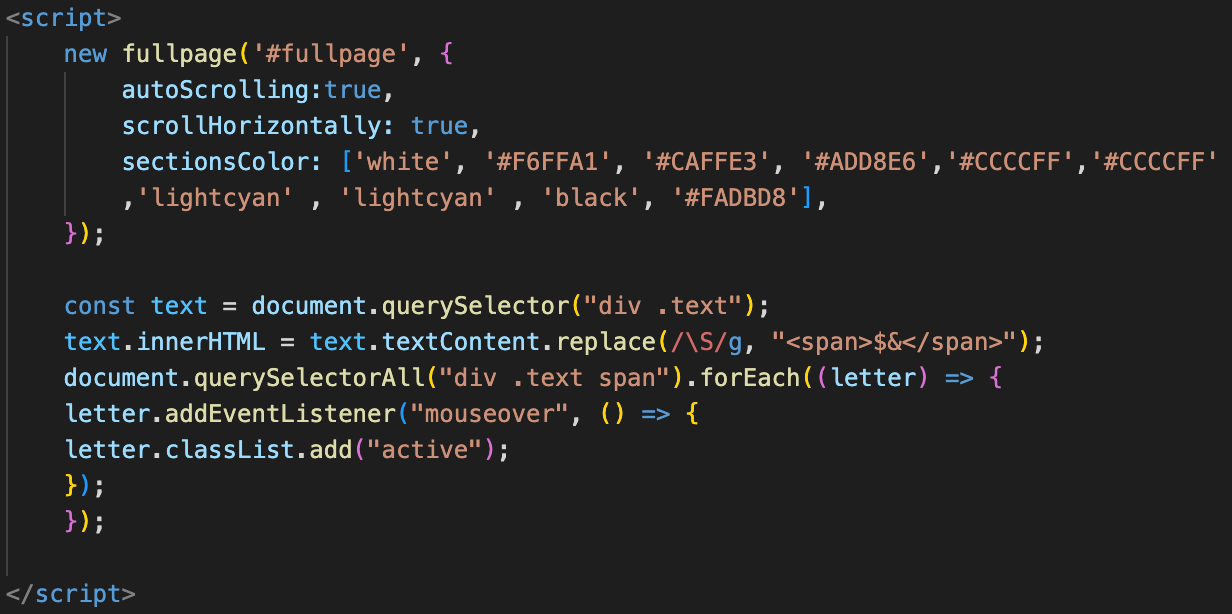 <script>
new fullpage('#fullpage', {
autoScrolling:true,
scrollHorizontally: true,
sectionsColor: ['white', '#F6FFA1', '#CAFFE3', '#ADD8E6','#CCCCFF','#CCCCFF'
,'lightcyan' , 'lightcyan' , 'black', '#FADBD8'],
});
const text = document.querySelector("div .text");
text.innerHTML = text.textContent.replace(/\S/g, "<span>$&</span>");
document.querySelectorAll("div .text span").forEach((letter) => {
letter.addEventListener("mouseover", () => {
letter.classList.add("active");
});
});
</script>